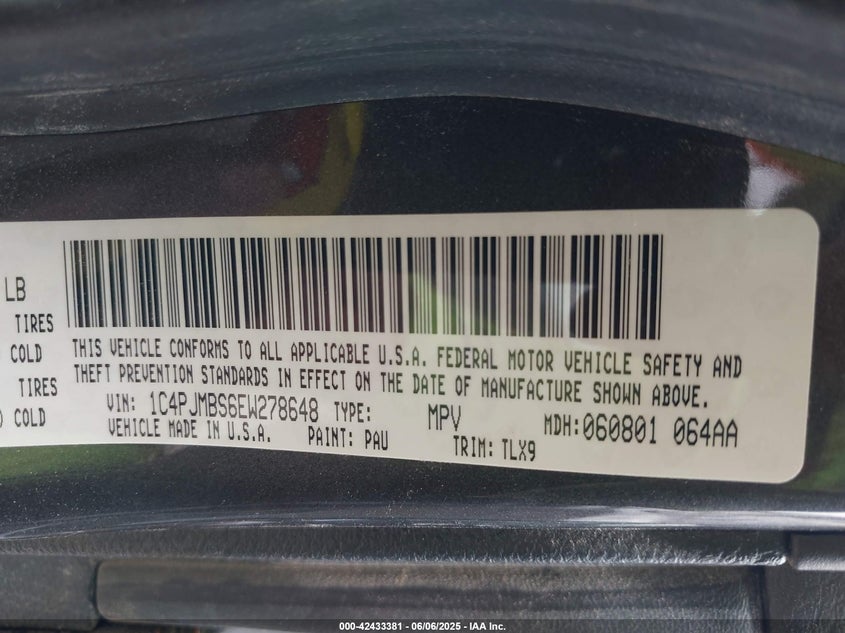 LB
TIRES
COLD
TIRES
COLD
THIS VEHICLE CONFORMS TO ALL APPLICABLE U.S.A. FEDERAL MOTOR VEHICLE SAFETY AND
THEFT PREVENTION STANDARDS IN EFFECT ON THE DATE OF MANUFACTURE SHOWN ABOVE.
VIN: 1C4PJMBS6EW278648 TYPE: MPV MDH:060801 064AA
VEHICLE MADE IN U.S.A. PAINT: PAU TRIM: TLX9
000-42433381 - 06/06/2025 - IAA Inc.